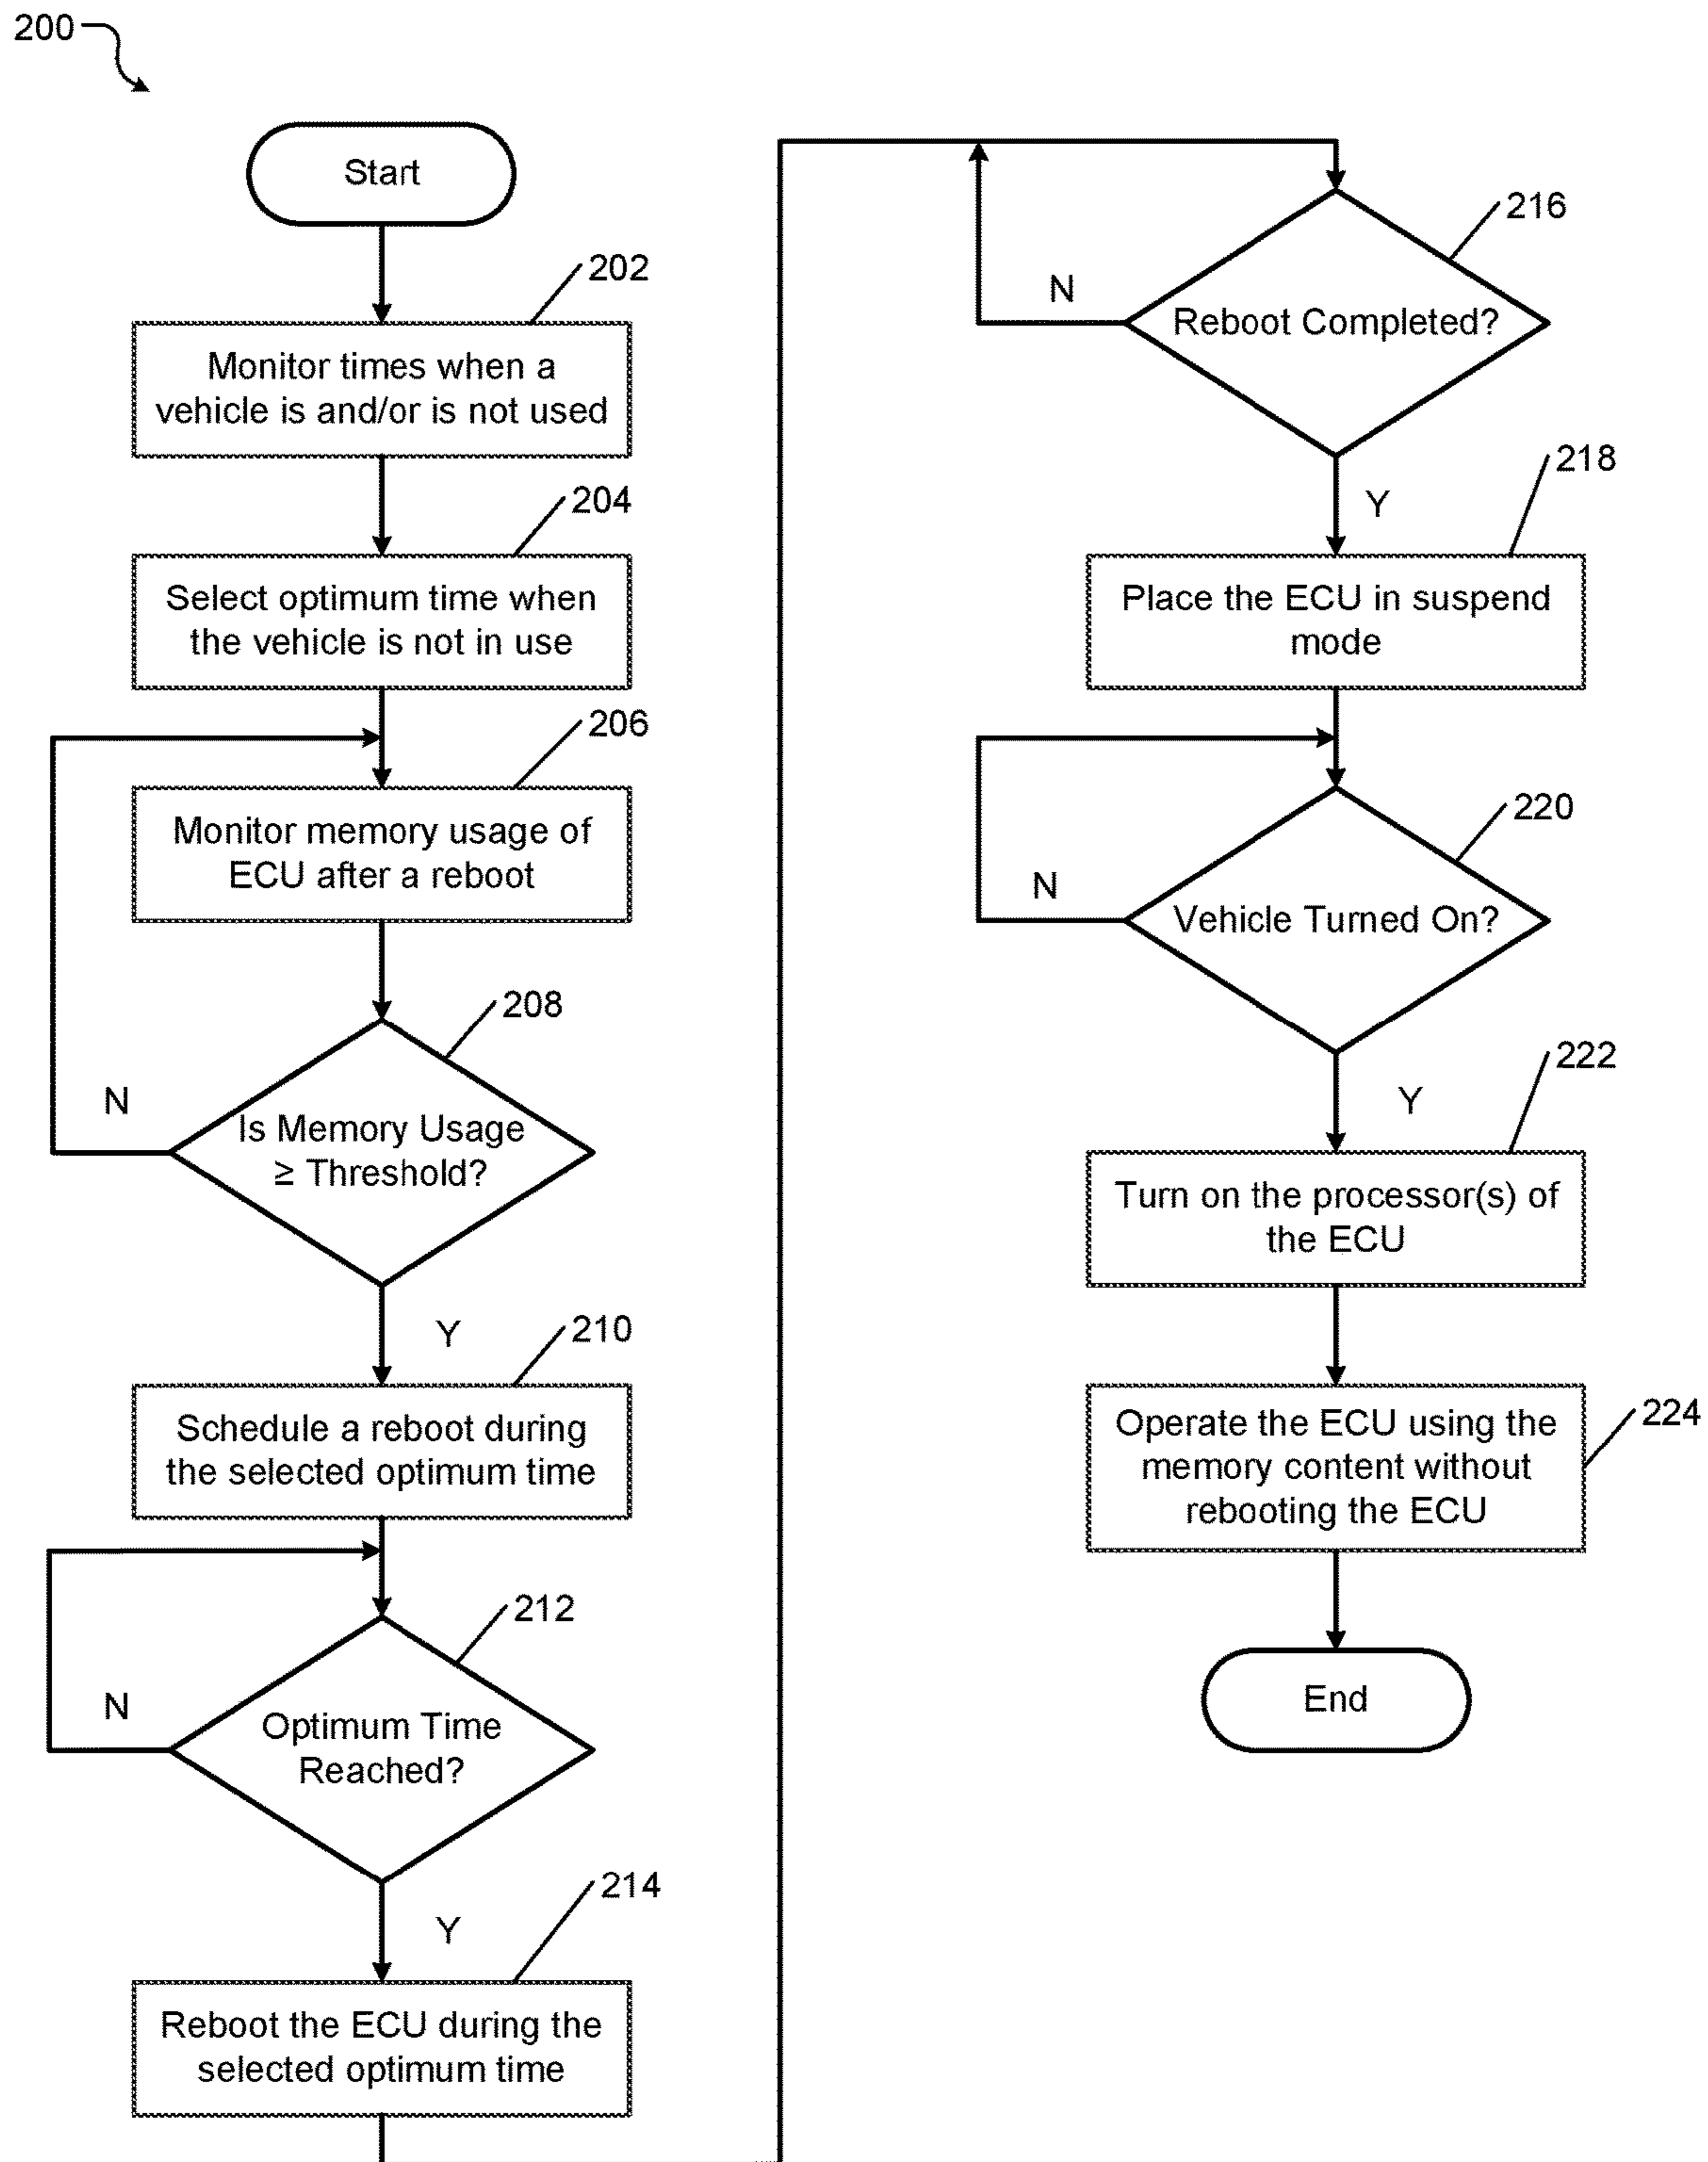 200
Start
202
Monitor times when a
vehicle is and/or is not used
204
Select optimum time when
the vehicle is not in use
206
Monitor memory usage of
ECU after a reboot
208
N
Is Memory Usage
≥ Threshold?
Y
210
Schedule a reboot during
the selected optimum time
212
N
Optimum Time
Reached?
Y
214
Reboot the ECU during the
selected optimum time
216
N
Reboot Completed?
Y
218
Place the ECU in suspend
mode
220
N
Vehicle Turned On?
Y
222
Turn on the processor(s) of
the ECU
224
Operate the ECU using the
memory content without
rebooting the ECU
End